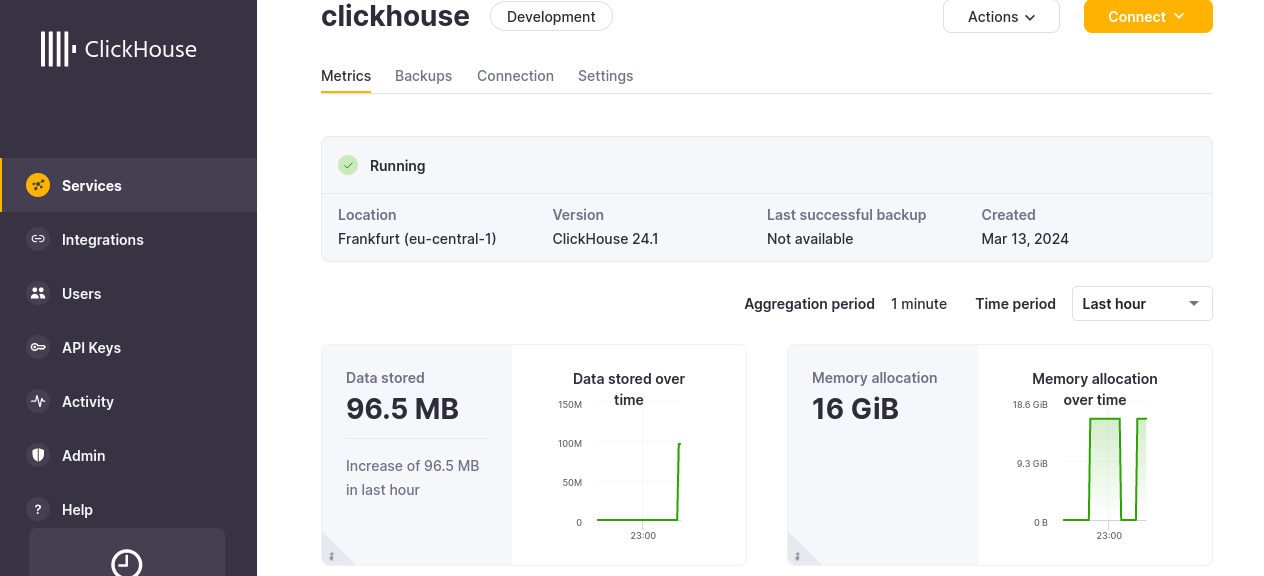 clickhouse
Development
Actions
Connect
ClickHouse
Metrics
Backups
Connection
Settings
Running
Services
Integrations
Users
API Keys
Activity
Admin
? Help
Location
Frankfurt (eu-central-1)
Version
ClickHouse 24.1
Last successful backup
Not available
Created
Mar 13, 2024
Aggregation period
1 minute
Time period
Last hour
Data stored
96.5 MB
Increase of 96.5 MB
in last hour
Data stored over
time
150M
100M
50M
0
23:00
Memory allocation
16 GiB
Memory allocation
over time
18.6 GiB
9.3 GiB
0 B
23:00